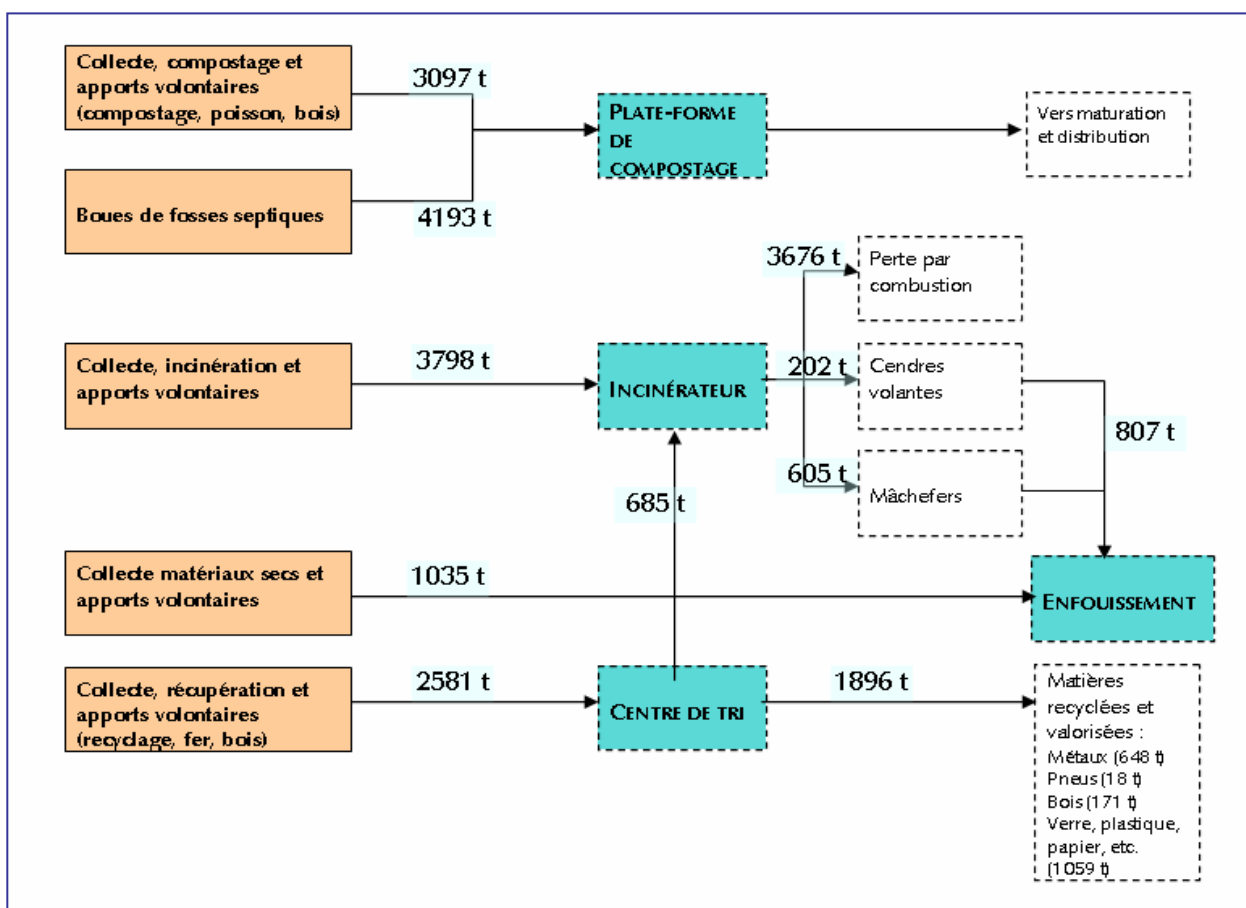 Collecte, compostage et
apports volontaires
(compostage, poisson, bois)
3097 t
PLATE-FORME
DE
COMPOSTAGE
Vers maturation
et distribution
Boues de fosses septiques
4193 t
3676 t
Perte par
combustion
Collecte, incinération et
apports volontaires
3798 t
INCINÉRATEUR
202 t
Cendres
volantes
807 t
605 t
Mâchefers
685 t
Collecte matériaux secs et
apports volontaires
1035 t
ENFOUISSEMENT
Collecte, récupération et
apports volontaires
(recyclage, fer, bois)
2581 t
CENTRE DE TRI
1896 t
Matières
recyclées et
valorisées :
Métaux (648 t)
Pneus (18 t)
Bois (171 t)
Verre, plastique,
papier, etc.
(1059 t)